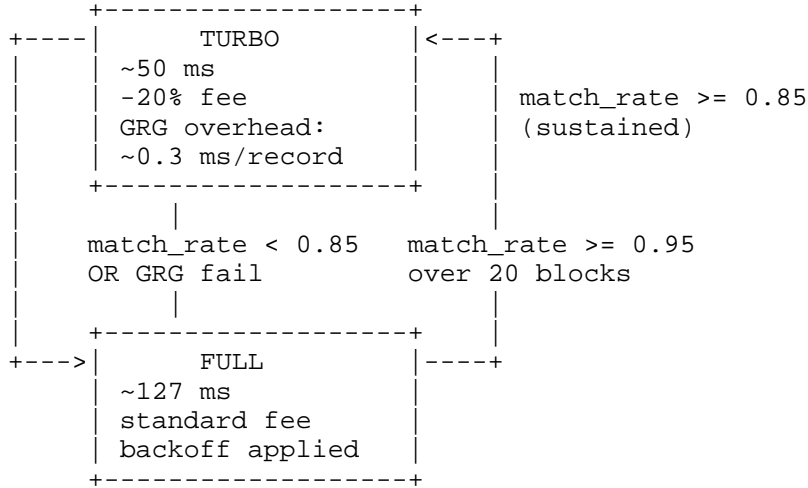 TURBO
~50 ms
-20% fee
match_rate >= 0.85
GRG overhead:
(sustained)
~0.3 ms/record
match_rate < 0.85
match_rate >= 0.95
OR GRG fail
over 20 blocks
FULL
~127 ms
standard fee
backoff applied